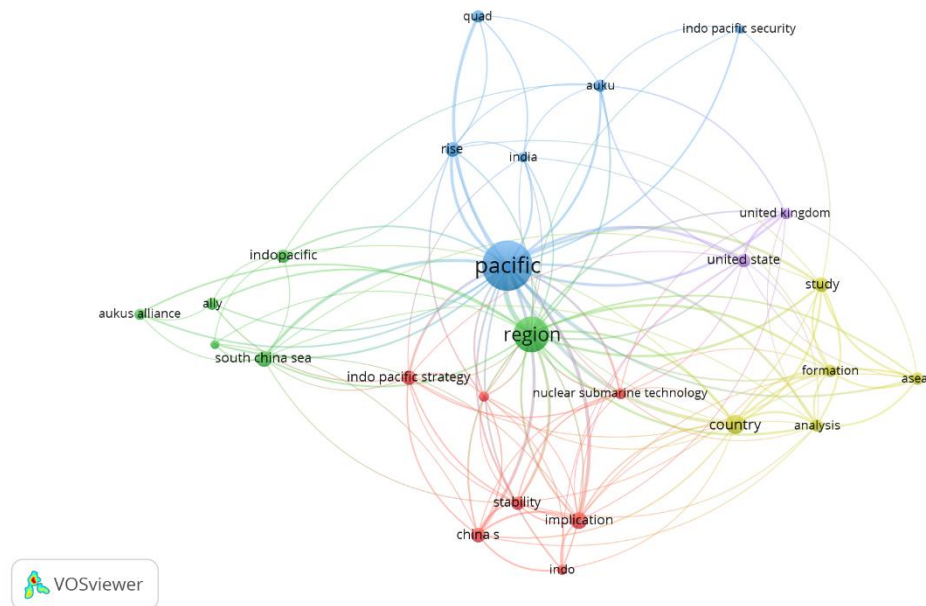 quad
indo pacific security
auku
rise
india
united kingdom
indopacific
pacific
united state
study
ally
aukus alliance
region
south china sea
indo pacific strategy
formation
asea
nuclear submarine technology
country
analysis
stability
implication
china s
indo
VOSviewer